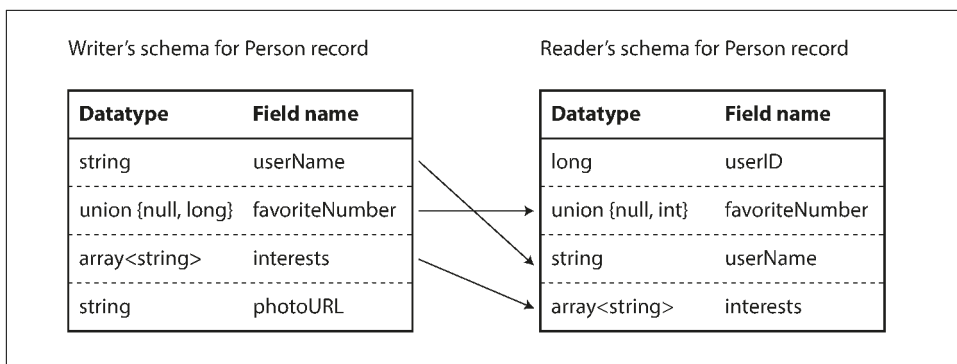 Writer’s schema for Person record
Reader’s schema for Person record
Datatype Field name
string userName
union {null, long} favoriteNumber
array<string> interests
string photoURL
Datatype Field name
long userID
union {null, int} favoriteNumber
string userName
array<string> interests